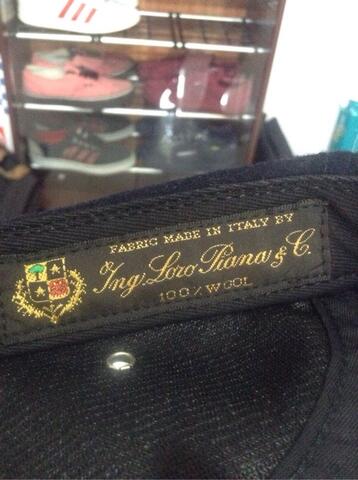 FABRIC MADE IN ITALY BY
Ing. Loro Piana & C.
100% WOOL